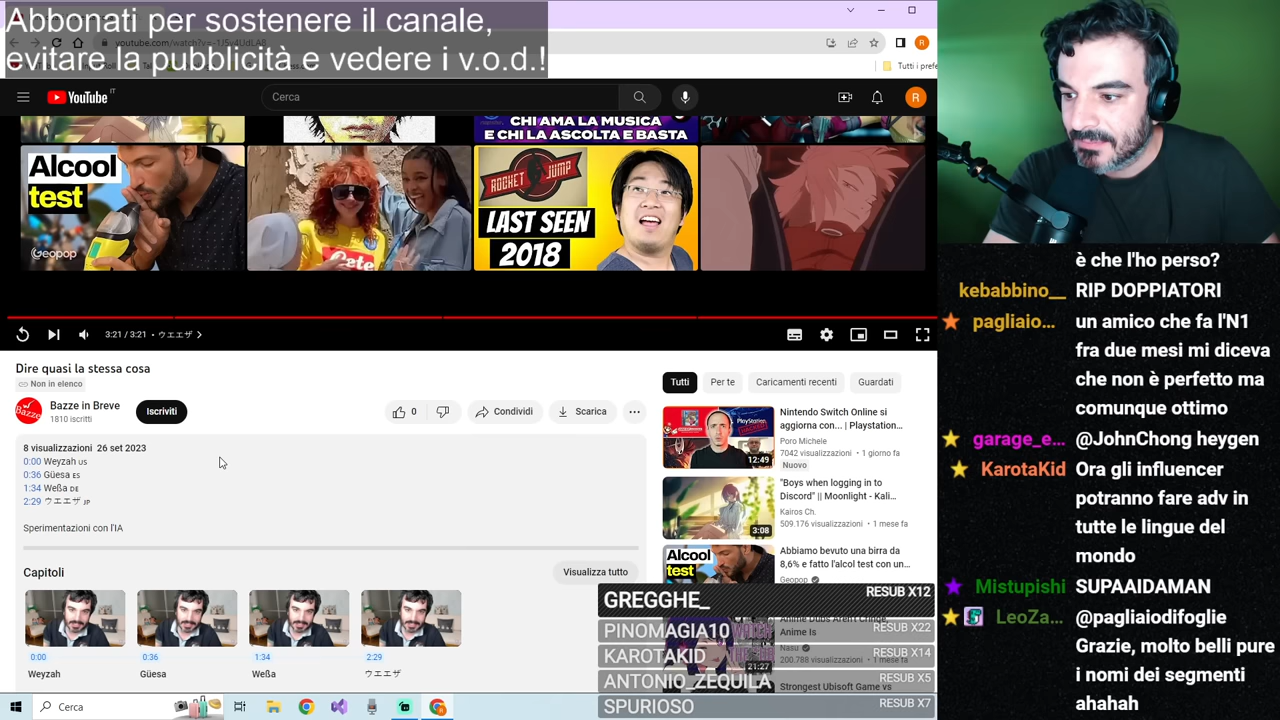 Abbonati per sostenere il canale,
evitare la pubblicità e vedere i v.o.d.!
Tutti i prefe
YouTube IT
Cerca
R
CHI AMA LA MUSICA
E CHI LA ASCOLTA E BASTA
Alcool
test
Geopop
ROCKET JUMP
LAST SEEN
2018
3:21 / 3:21 • ウエエザ
Dire quasi la stessa cosa
Non in elenco
Bazze
Bazze in Breve
1810 iscritti
Iscriviti
0
Condividi
Scarica
8 visualizzazioni 26 set 2023
0:00 Weyzah US
0:36 Güesa ES
1:34 Weßa DE
2:29 ウエエザ JP
Sperimentazioni con l'IA
Capitoli
Visualizza tutto
0:00
Weyzah
0:36
Güesa
1:34
Weßa
2:29
ウエエザ
Tutti
Per te
Caricamenti recenti
Guardati
PlayStation
12:49
Nintendo Switch Online si
aggiorna con... | Playstation...
Poro Michele
7042 visualizzazioni • 1 giorno fa
Nuovo
3:08
"Boys when logging in to
Discord" || Moonlight - Kali...
Kairos Ch.
509.176 visualizzazioni • 1 mese fa
Alcool
test
Abbiamo bevuto una birra da
8,6% e fatto l'alcol test con un...
Geopop
Anime Is
Nasu
200.788 visualizzazioni • 1 mese fa
21:27
Strongest Ubisoft Game vs
GREGGHE_ RESUB X12
PINOMAGIA10 RESUB X22
KAROTAKID RESUB X14
ANTONIO_ZEQUILA RESUB X5
SPURIOSO RESUB X7
Cerca
è che l'ho perso?
kebabbino__ RIP DOPPIATORI
pagliaio... un amico che fa l'N1
fra due mesi mi diceva
che non è perfetto ma
comunque ottimo
garage_e... @JohnChong heygen
KarotaKid Ora gli influencer
potranno fare adv in
tutte le lingue del
mondo
Mistupishi SUPAAIDAMAN
LeoZa... @pagliaiodifoglie
Grazie, molto belli pure
i nomi dei segmenti
ahahah